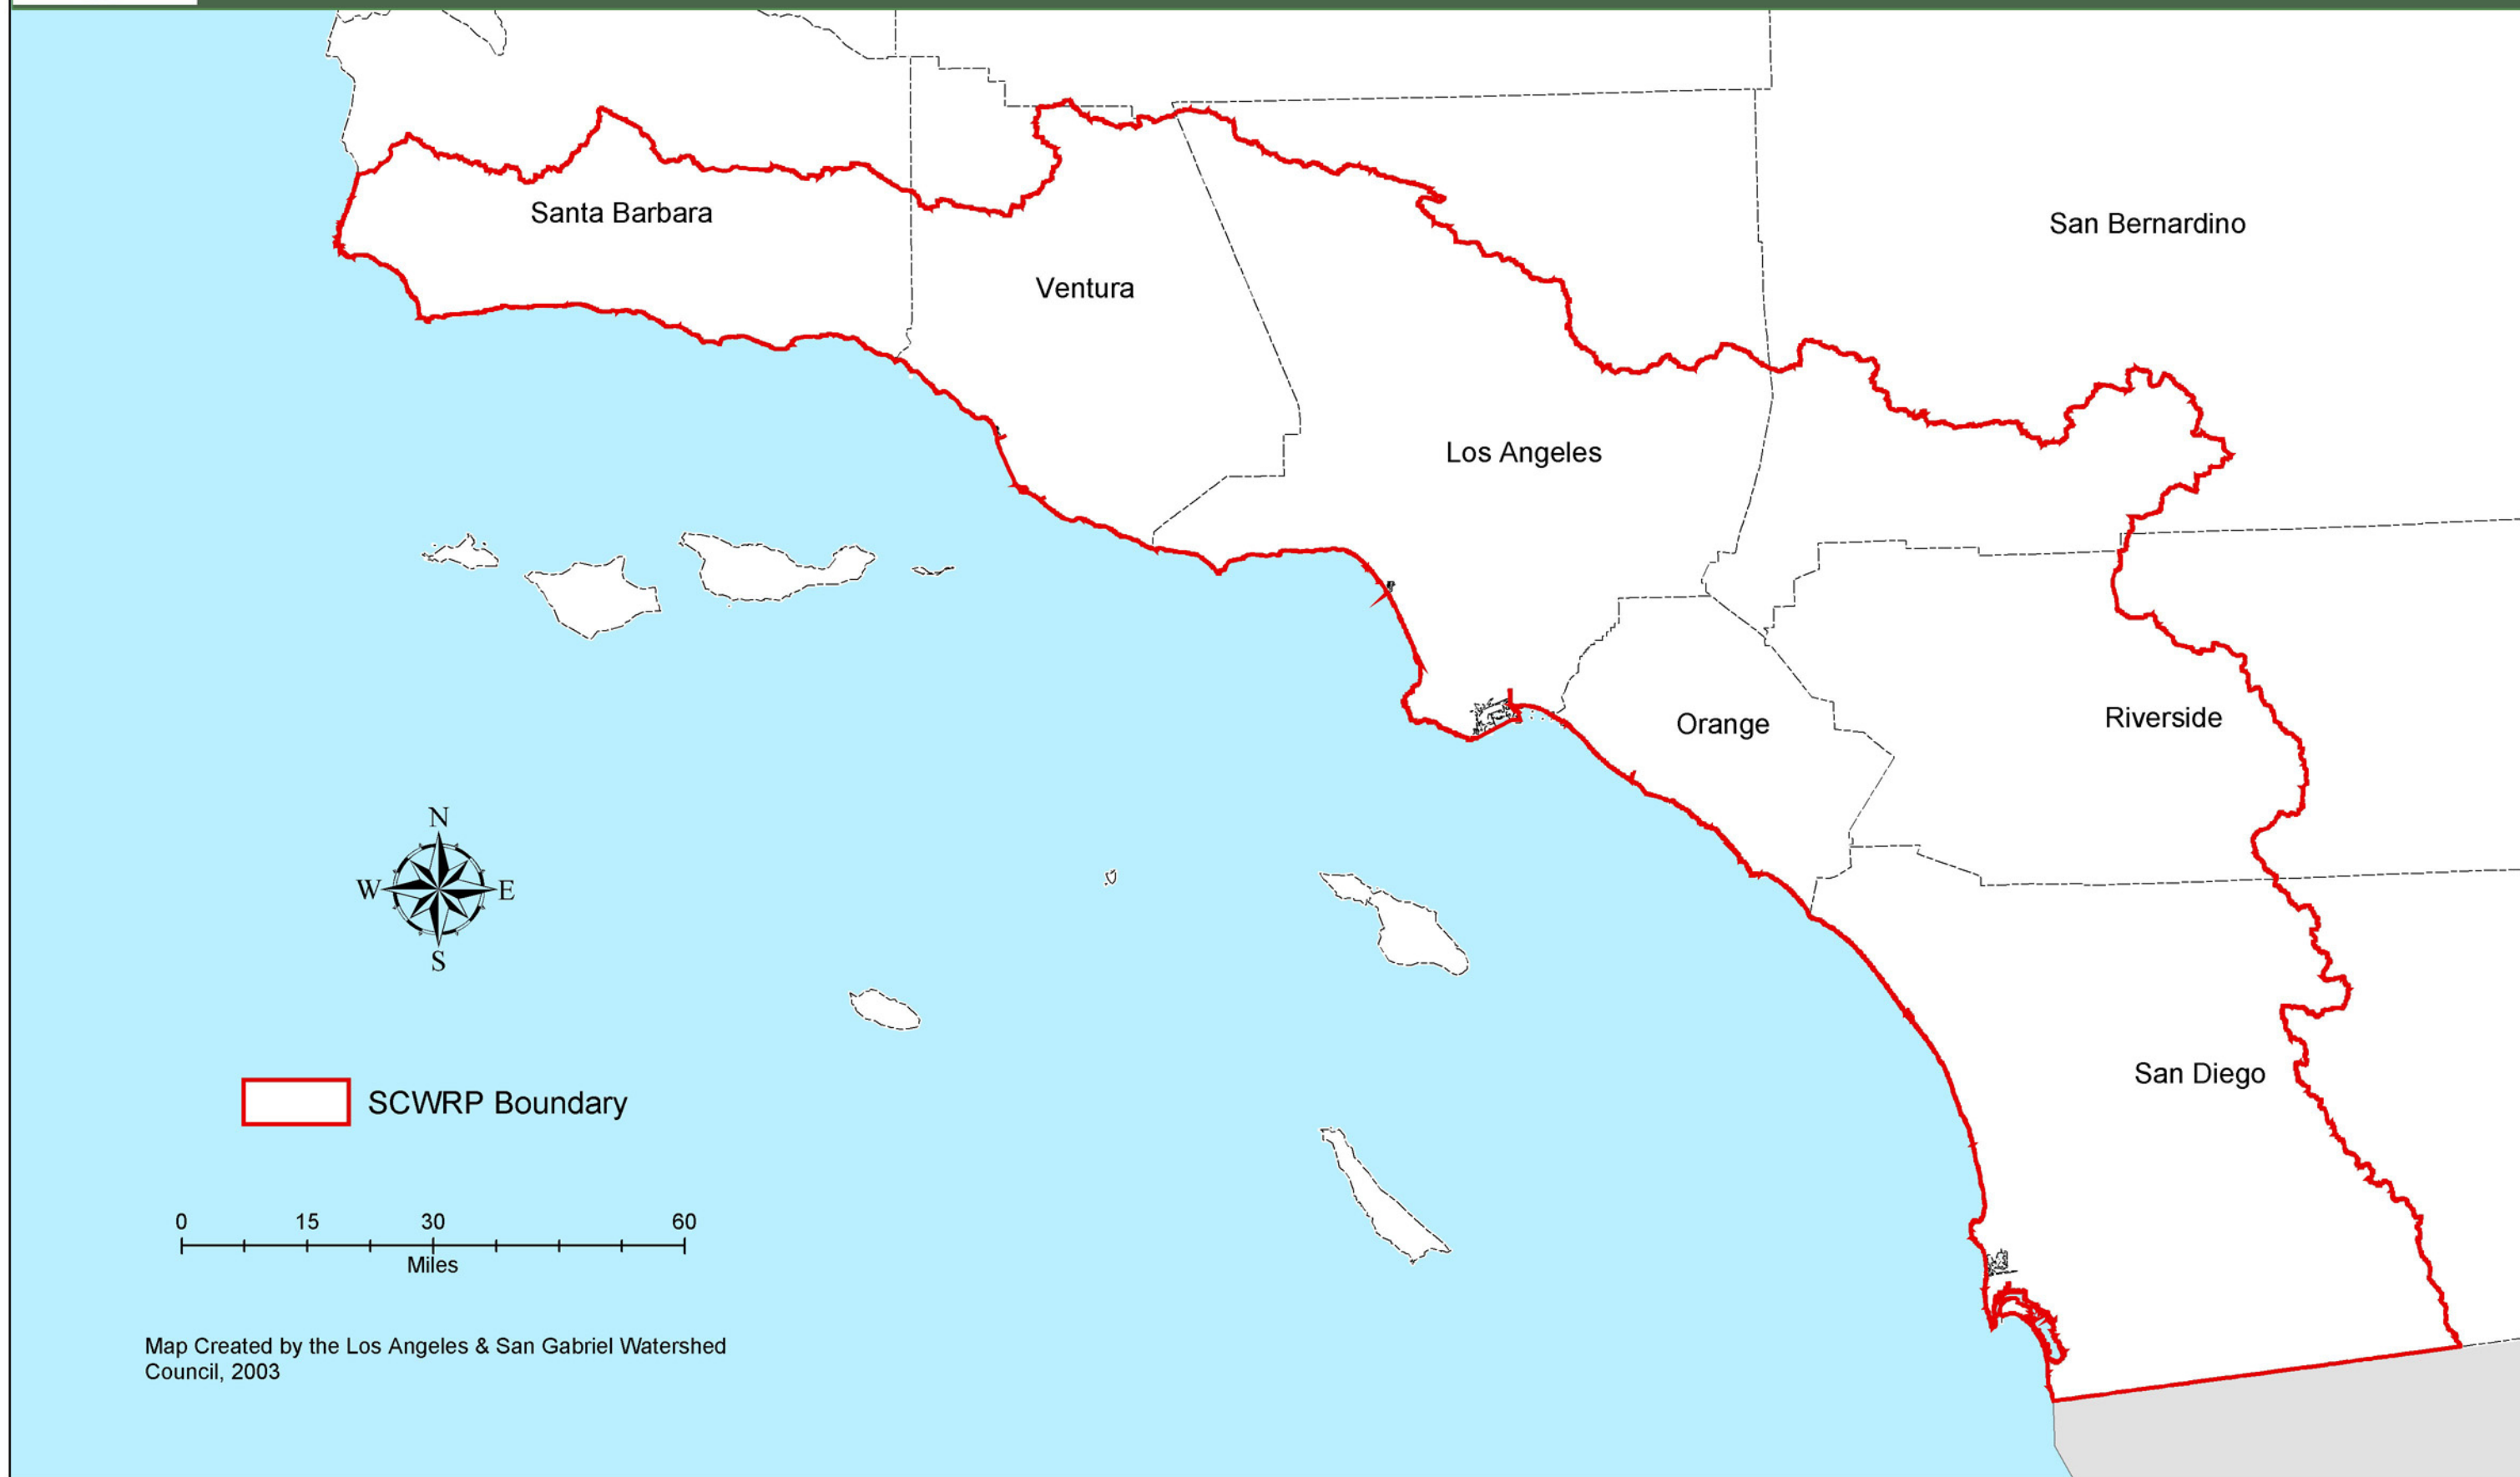 Santa Barbara
San Bernardino
Ventura
Los Angeles
Orange
Riverside
San Diego
N
W E
S
SCWRP Boundary
0 15 30 60
Miles
Map Created by the Los Angeles & San Gabriel Watershed
Council, 2003